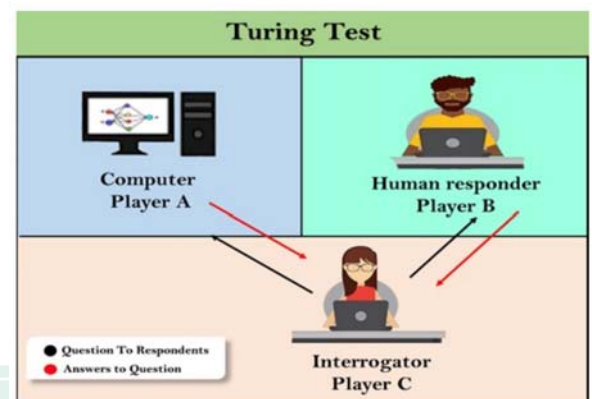 Turing Test
Computer
Player A
Human responder
Player B
Question To Respondents
Answers to Question
Interrogator
Player C